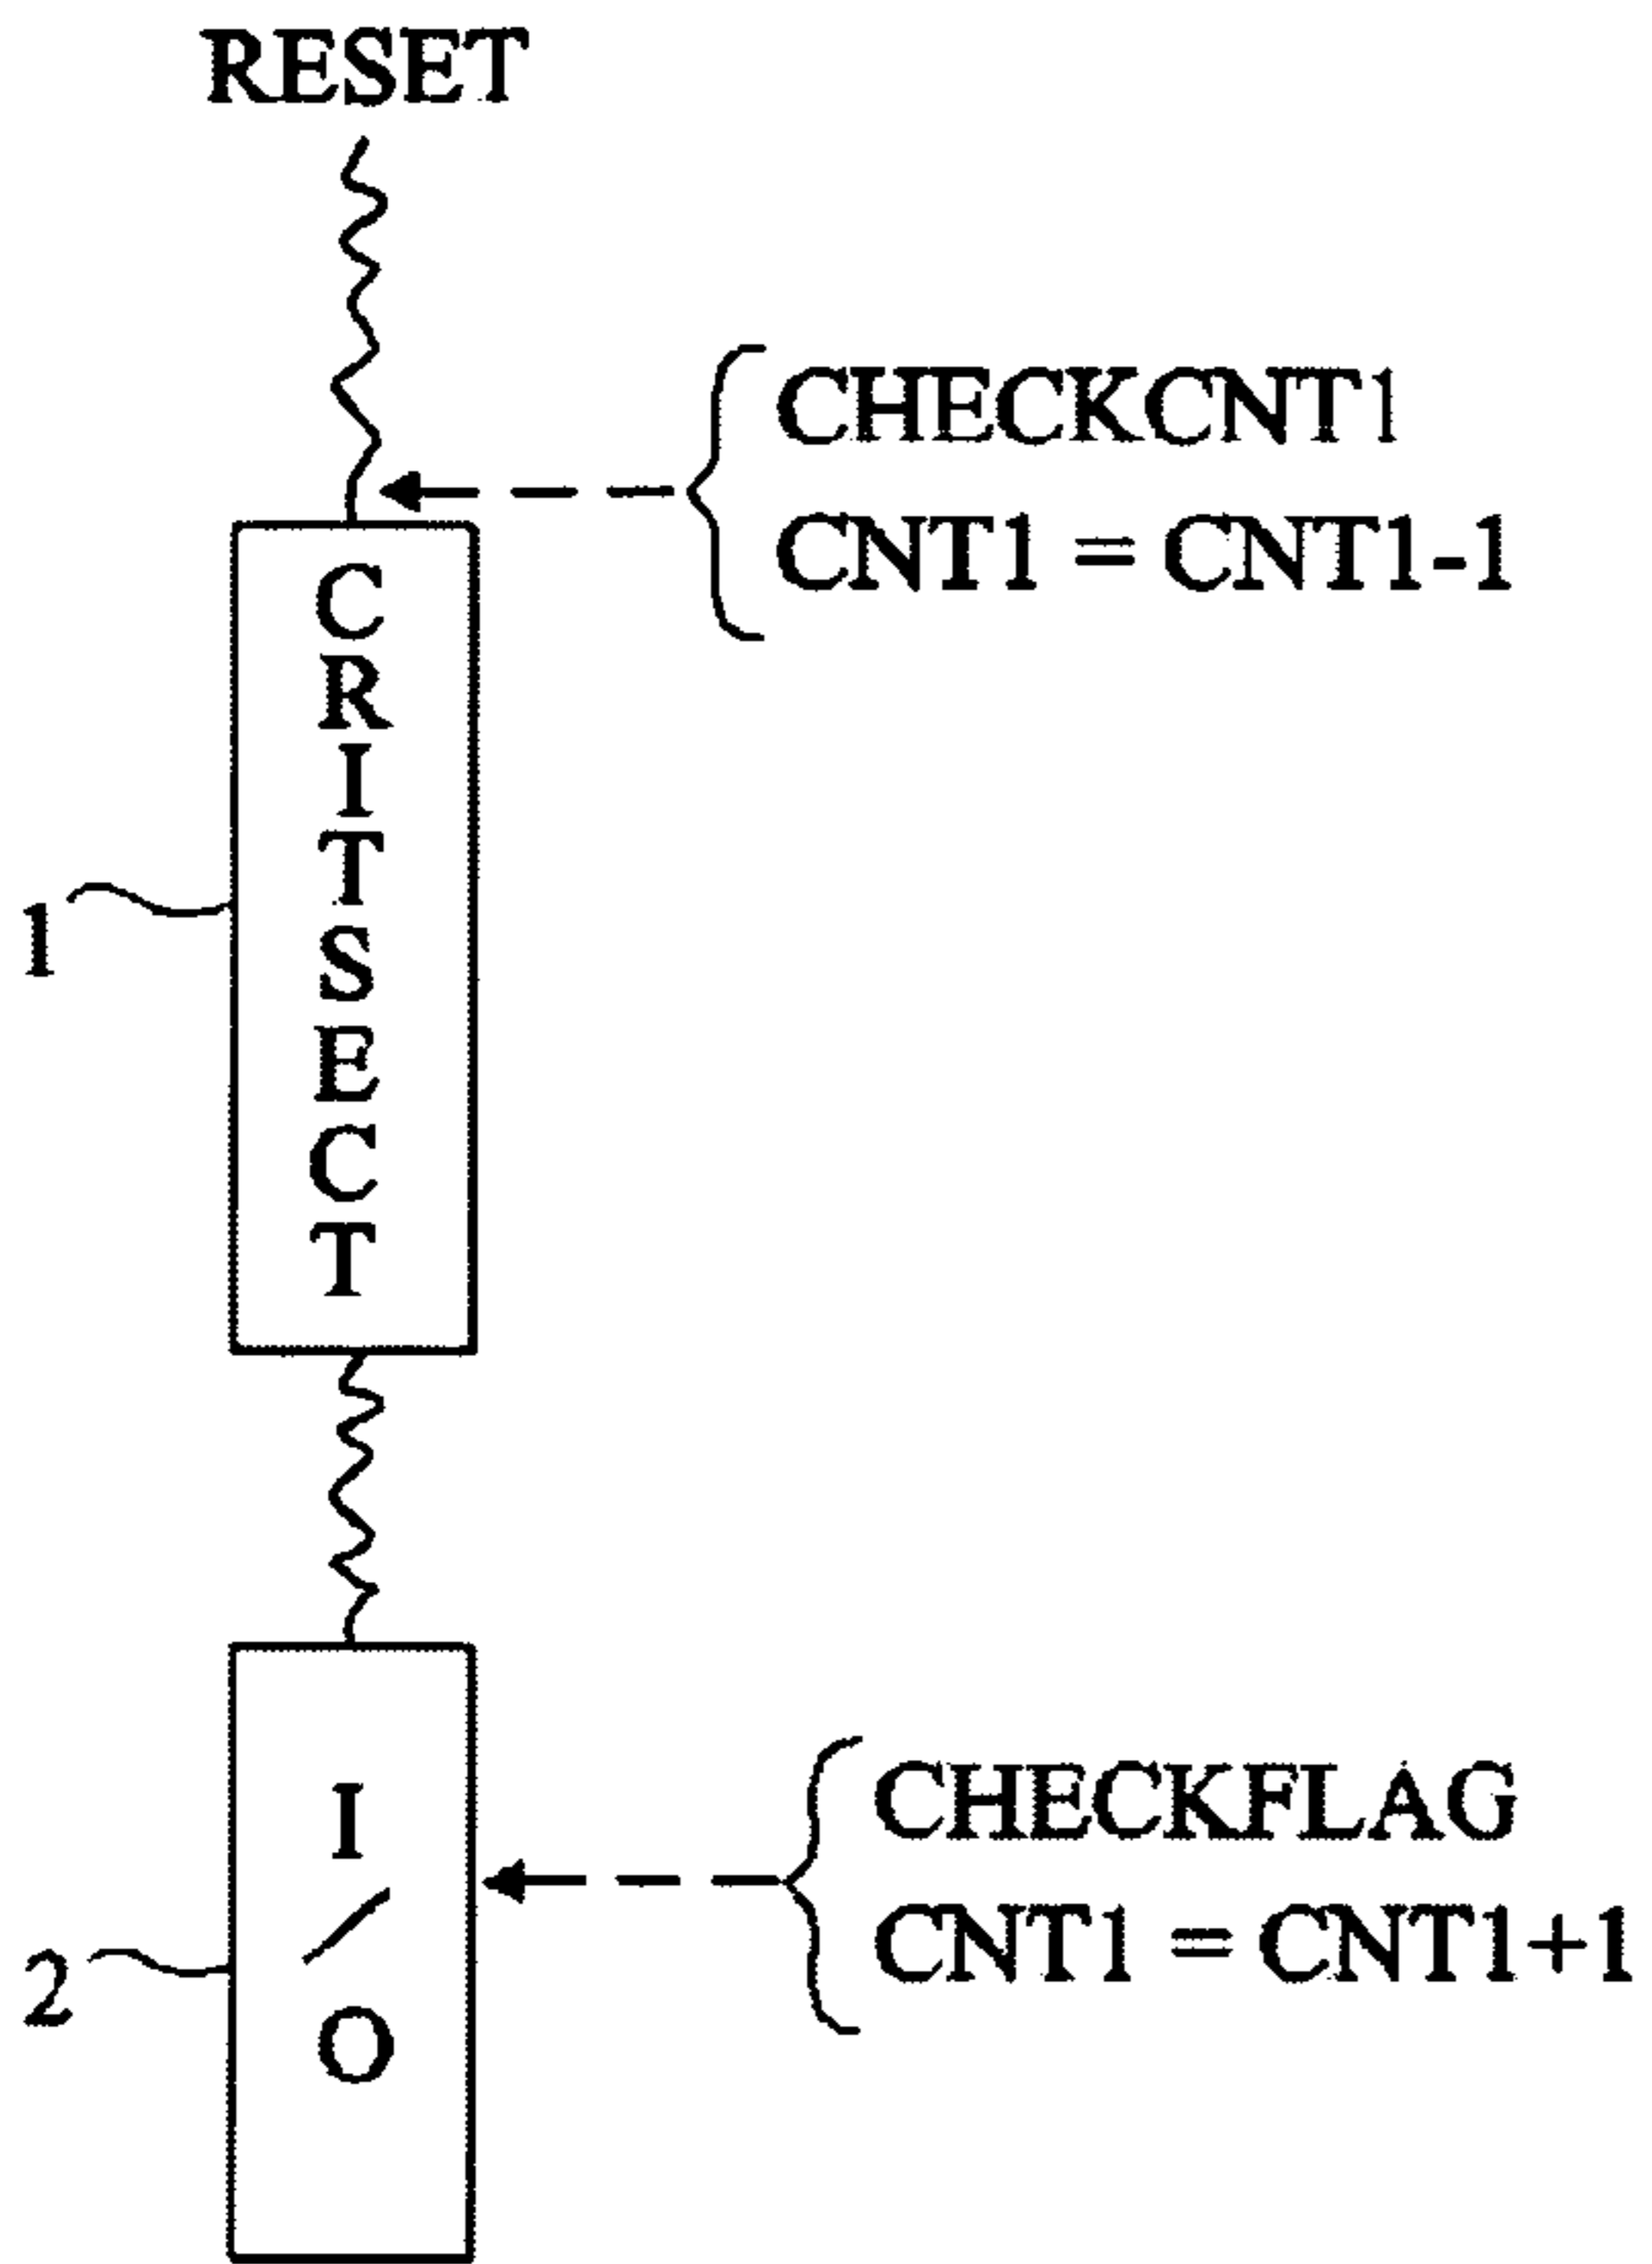 RESET
CHECKCNT1
CNT1 = CNT1-1
CRITSECT
1
I/O
CHECKFLAG
CNT1 = CNT1+1
2